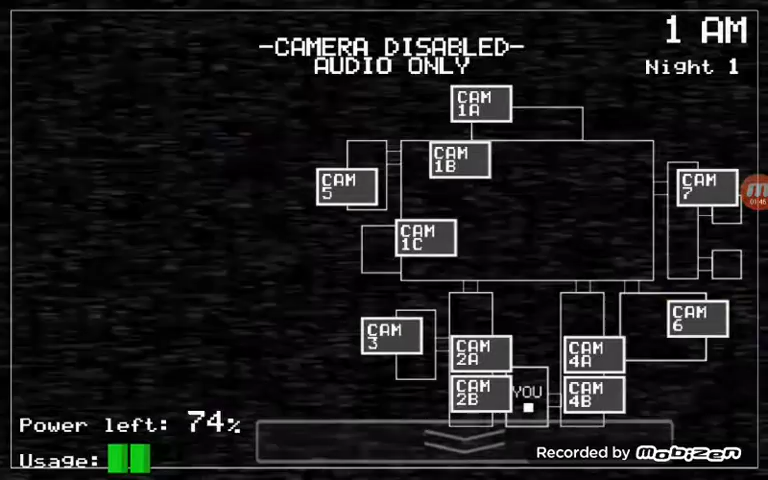 1 AM
-CAMERA DISABLED-
AUDIO ONLY
Night 1
CAM
1A
CAM
1B
CAM
5
CAM
7
01:45
CAM
1C
CAM
6
CAM
3
CAM
2A
CAM
4A
CAM
2B
YOU
CAM
4B
Power left: 74%
Usage:
Recorded by mobizen